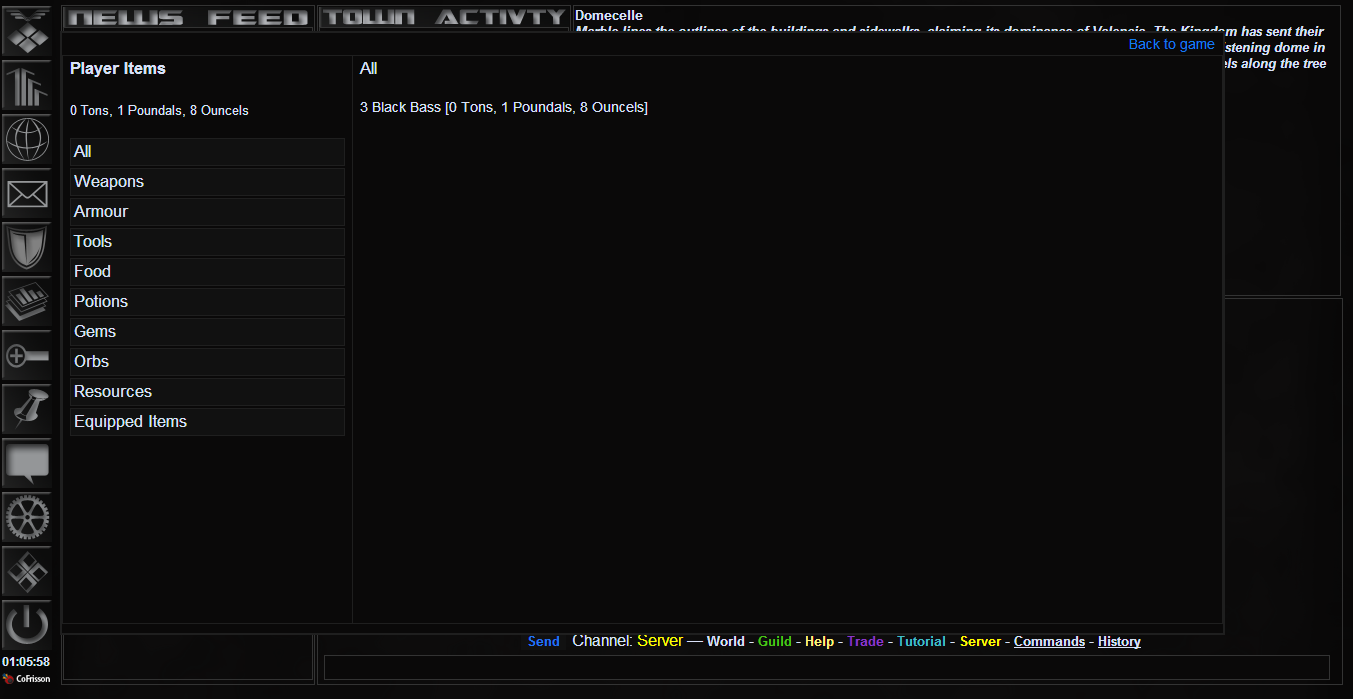 NEWS FEED
TOWN ACTIVTY
Domecelle
Marble lines the outlines of the buildings and sidewalks, claiming its dominance of Valencia. The Kingdom has sent their
Back to game
istening dome in
els along the tree
Player Items
All
0 Tons, 1 Poundals, 8 Ouncels
3 Black Bass [0 Tons, 1 Poundals, 8 Ouncels]
All
Weapons
Armour
Tools
Food
Potions
Gems
Orbs
Resources
Equipped Items
Send Channel: Server — World - Guild - Help - Trade - Tutorial - Server - Commands - History
01:05:58
CoFrisson